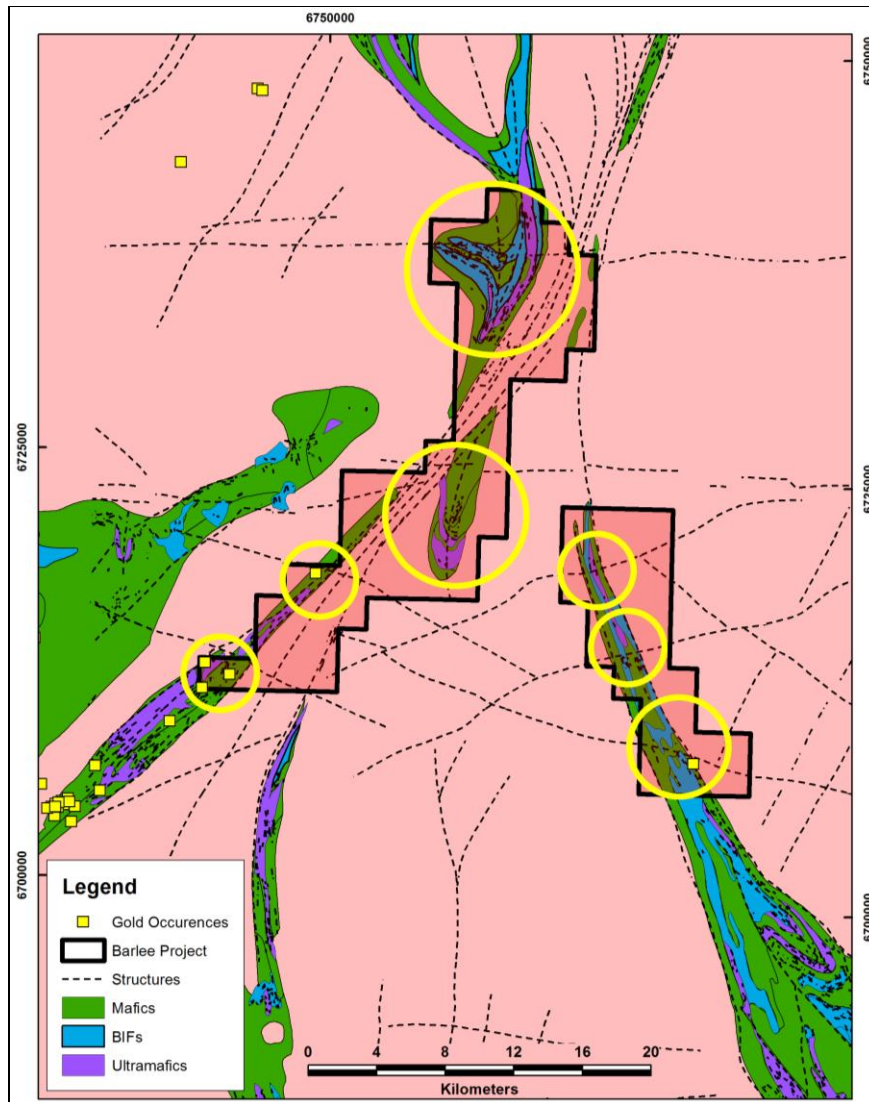 6750000
6750000
6725000
6725000
6700000
6700000
Legend
Gold Occurences
Barlee Project
Structures
Mafics
BIFs
Ultramafics
0 4 8 12 16 20
Kilometers